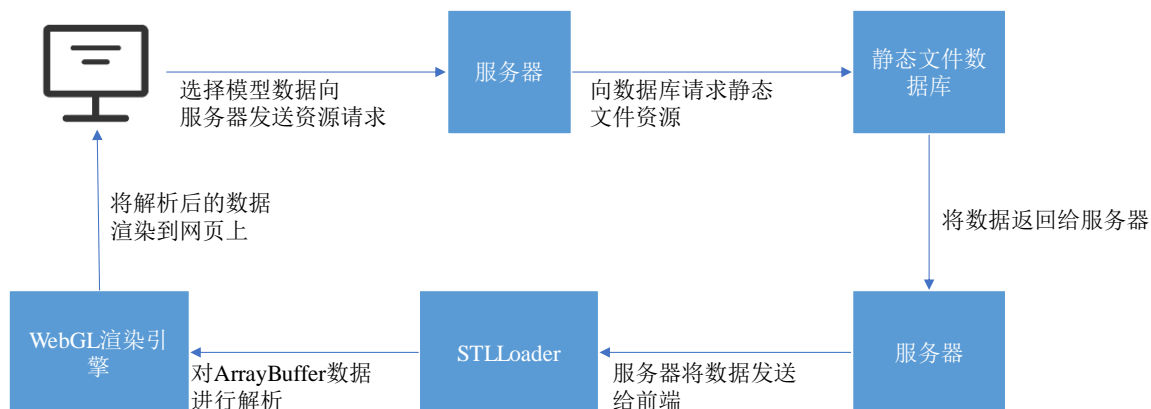 服务器
静态文件数
据库
选择模型数据向
服务器发送资源请求
向数据库请求静态
文件资源
将解析后的数据
渲染到网页上
将数据返回给服务器
WebGL渲染引
擎
STLLoader
服务器
对ArrayBuffer数据
进行解析
服务器将数据发送
给前端